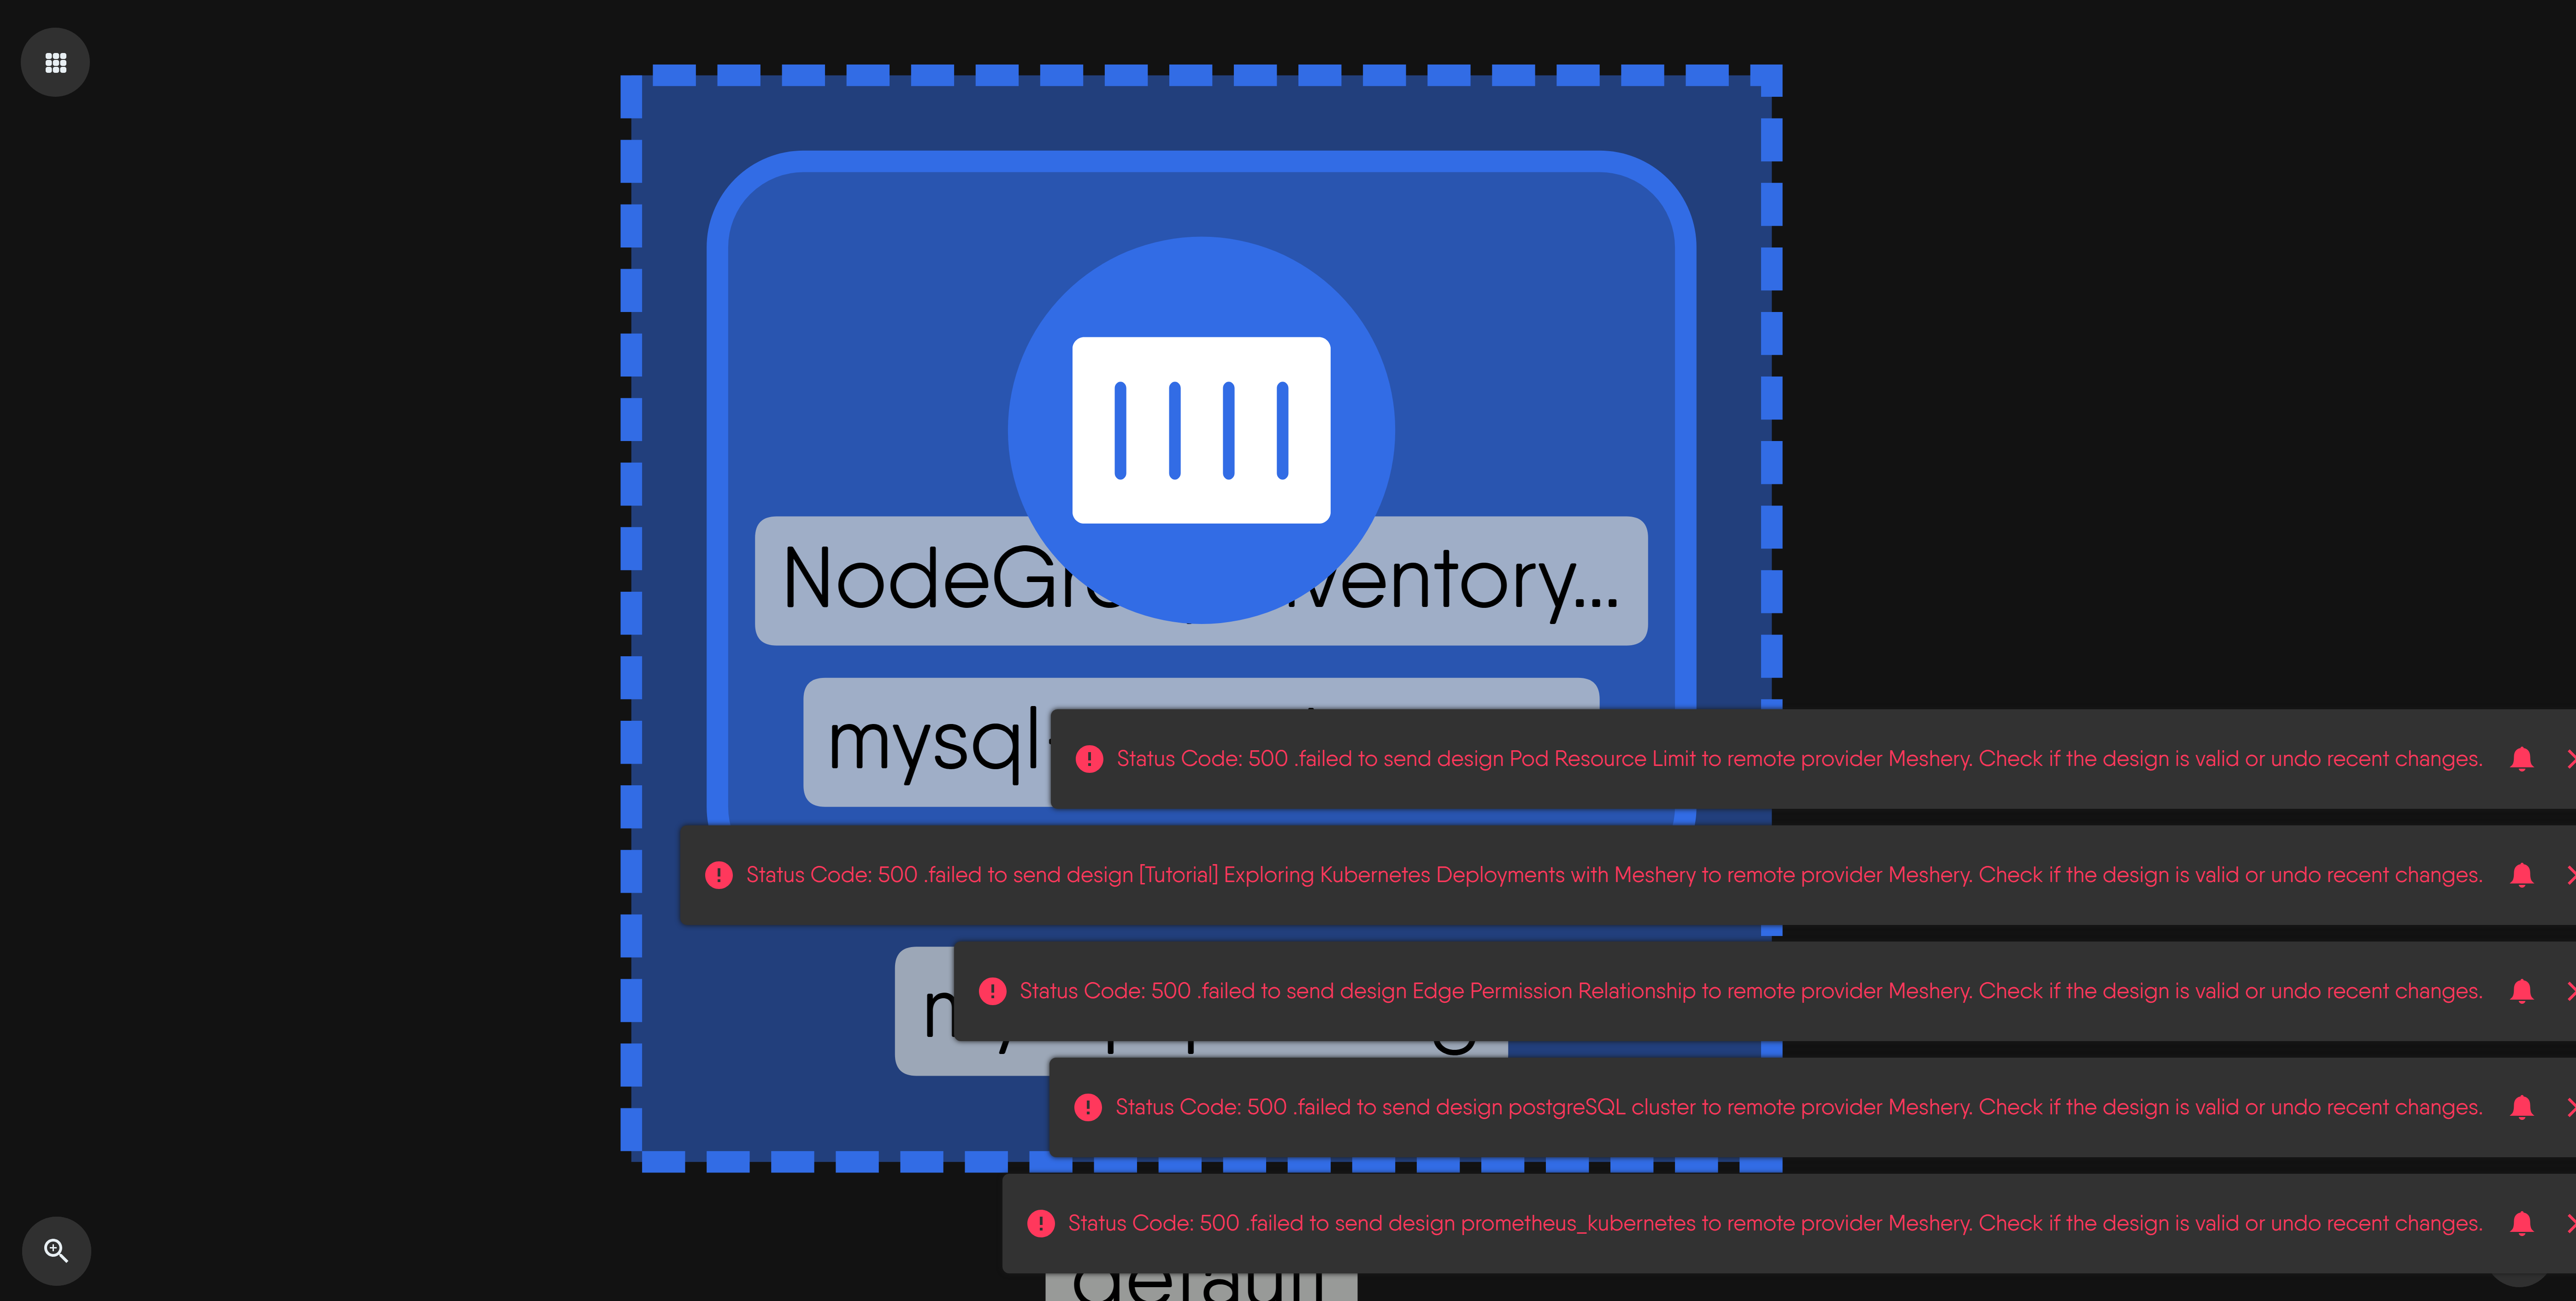 ventory...
mysql
Status Code: 500 .failed to send design Pod Resource Limit to remote provider Meshery. Check if the design is valid or undo recent changes.
Status Code: 500 .failed to send design [Tutorial] Exploring Kubernetes Deployments with Meshery to remote provider Meshery. Check if the design is valid or undo recent changes.
Status Code: 500 .failed to send design Edge Permission Relationship to remote provider Meshery. Check if the design is valid or undo recent changes.
Status Code: 500 .failed to send design postgreSQL cluster to remote provider Meshery. Check if the design is valid or undo recent changes.
Status Code: 500 .failed to send design prometheus_kubernetes to remote provider Meshery. Check if the design is valid or undo recent changes.
default